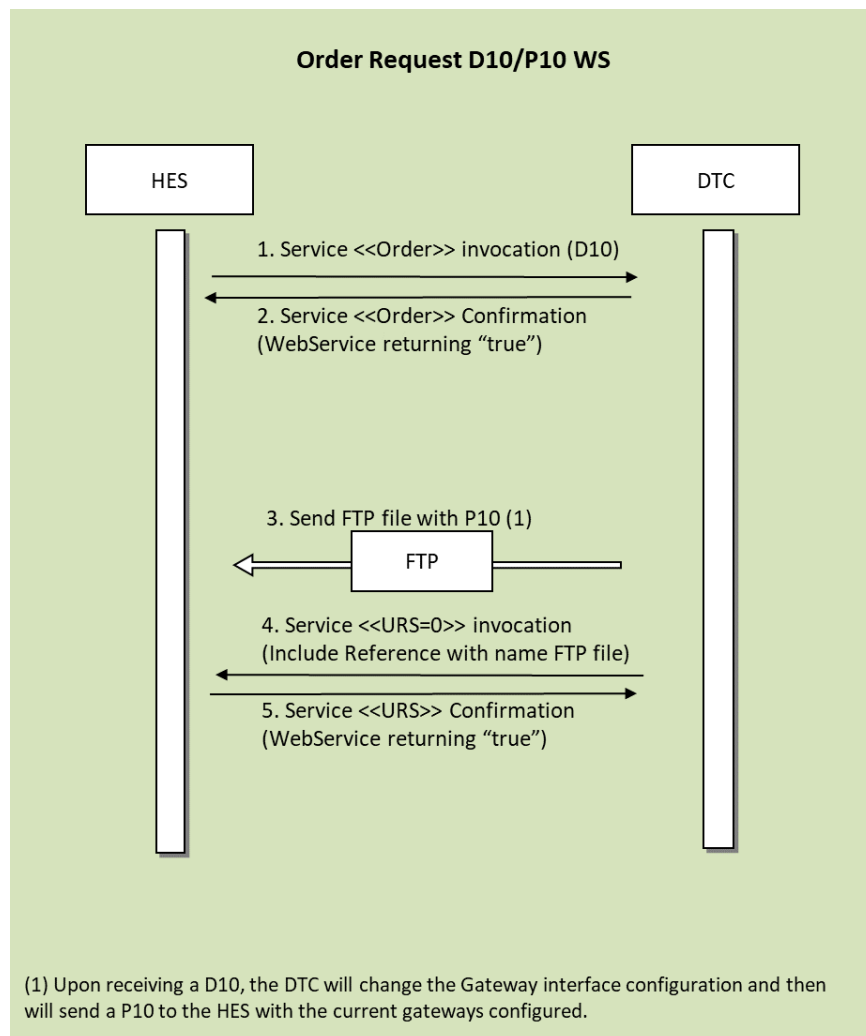 Order Request D10/P10 WS
HES
DTC
1. Service <<Order>> invocation (D10)
2. Service <<Order>> Confirmation
(WebService returning “true”)
3. Send FTP file with P10 (1)
FTP
4. Service <<URS=0>> invocation
(Include Reference with name FTP file)
5. Service <<URS>> Confirmation
(WebService returning “true”)
(1) Upon receiving a D10, the DTC will change the Gateway interface configuration and then
will send a P10 to the HES with the current gateways configured.